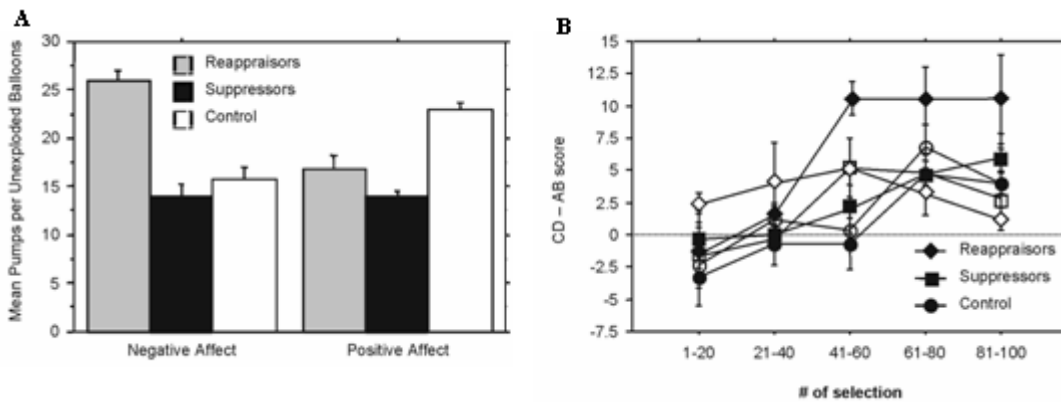 A
Mean Pumps per Unexploded Balloons
30
25
20
15
10
5
0
Reappraisors
Suppressors
Control
Negative Affect
Positive Affect
B
CD – AB score
15
12.5
10
7.5
5
2.5
0
-2.5
-5
-7.5
Reappraisors
Suppressors
Control
1-20
21-40
41-60
61-80
81-100
# of selection